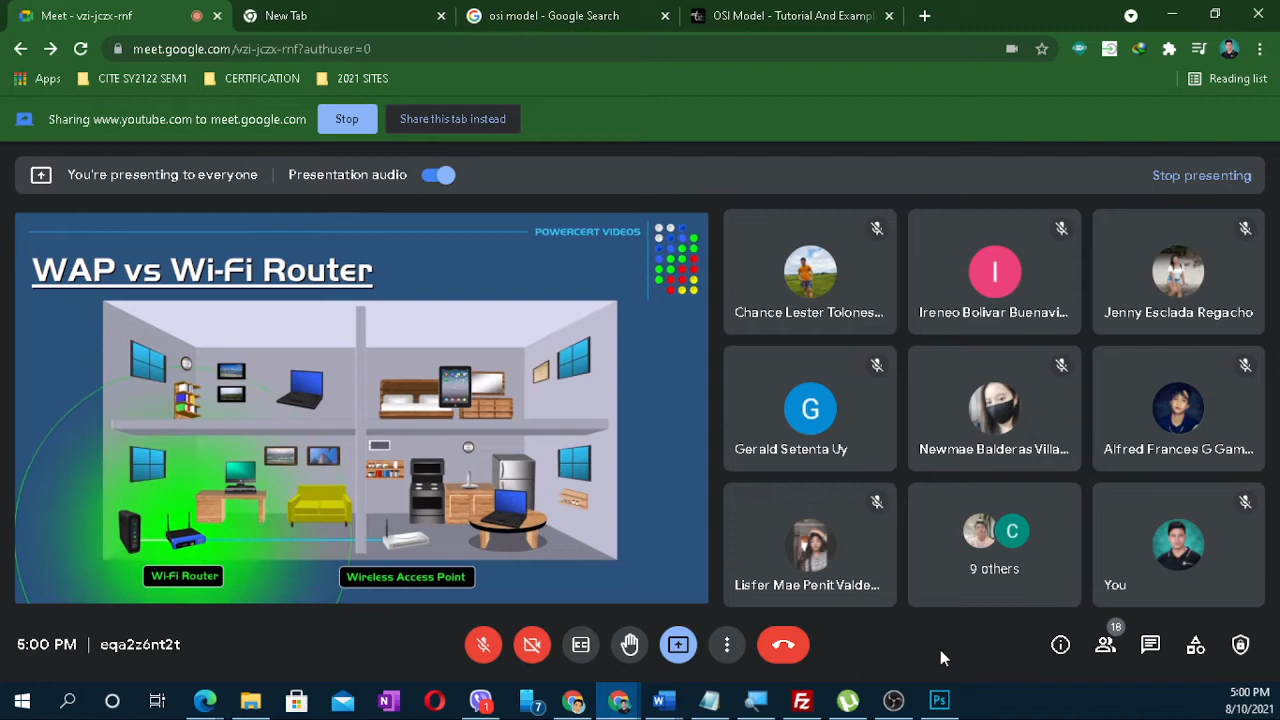 Meet - vzi-jczx-rnf
New Tab
osi model - Google Search
OSI Model - Tutorial And Exampl
meet.google.com/vzi-jczx-rnf?authuser=0
Apps
CITE SY2122 SEM1
CERTIFICATION
2021 SITES
Reading list
Sharing www.youtube.com to meet.google.com
Stop
Share this tab instead
You're presenting to everyone
Presentation audio
Stop presenting
POWERCERT VIDEOS
WAP vs Wi-Fi Router
Wi-Fi Router
Wireless Access Point
Chance Lester Tolones...
I
Ireneo Bolivar Buenavi...
Jenny Esclada Regacho
G
Gerald Setenta Uy
Newmae Balderas Villa...
Alfred Frances G Gam...
Lisfer Mae Penit Valde...
C
9 others
You
5:00 PM | eqa2z6nt2t
18
1
7
W
Fz
Ps
5:00 PM
8/10/2021